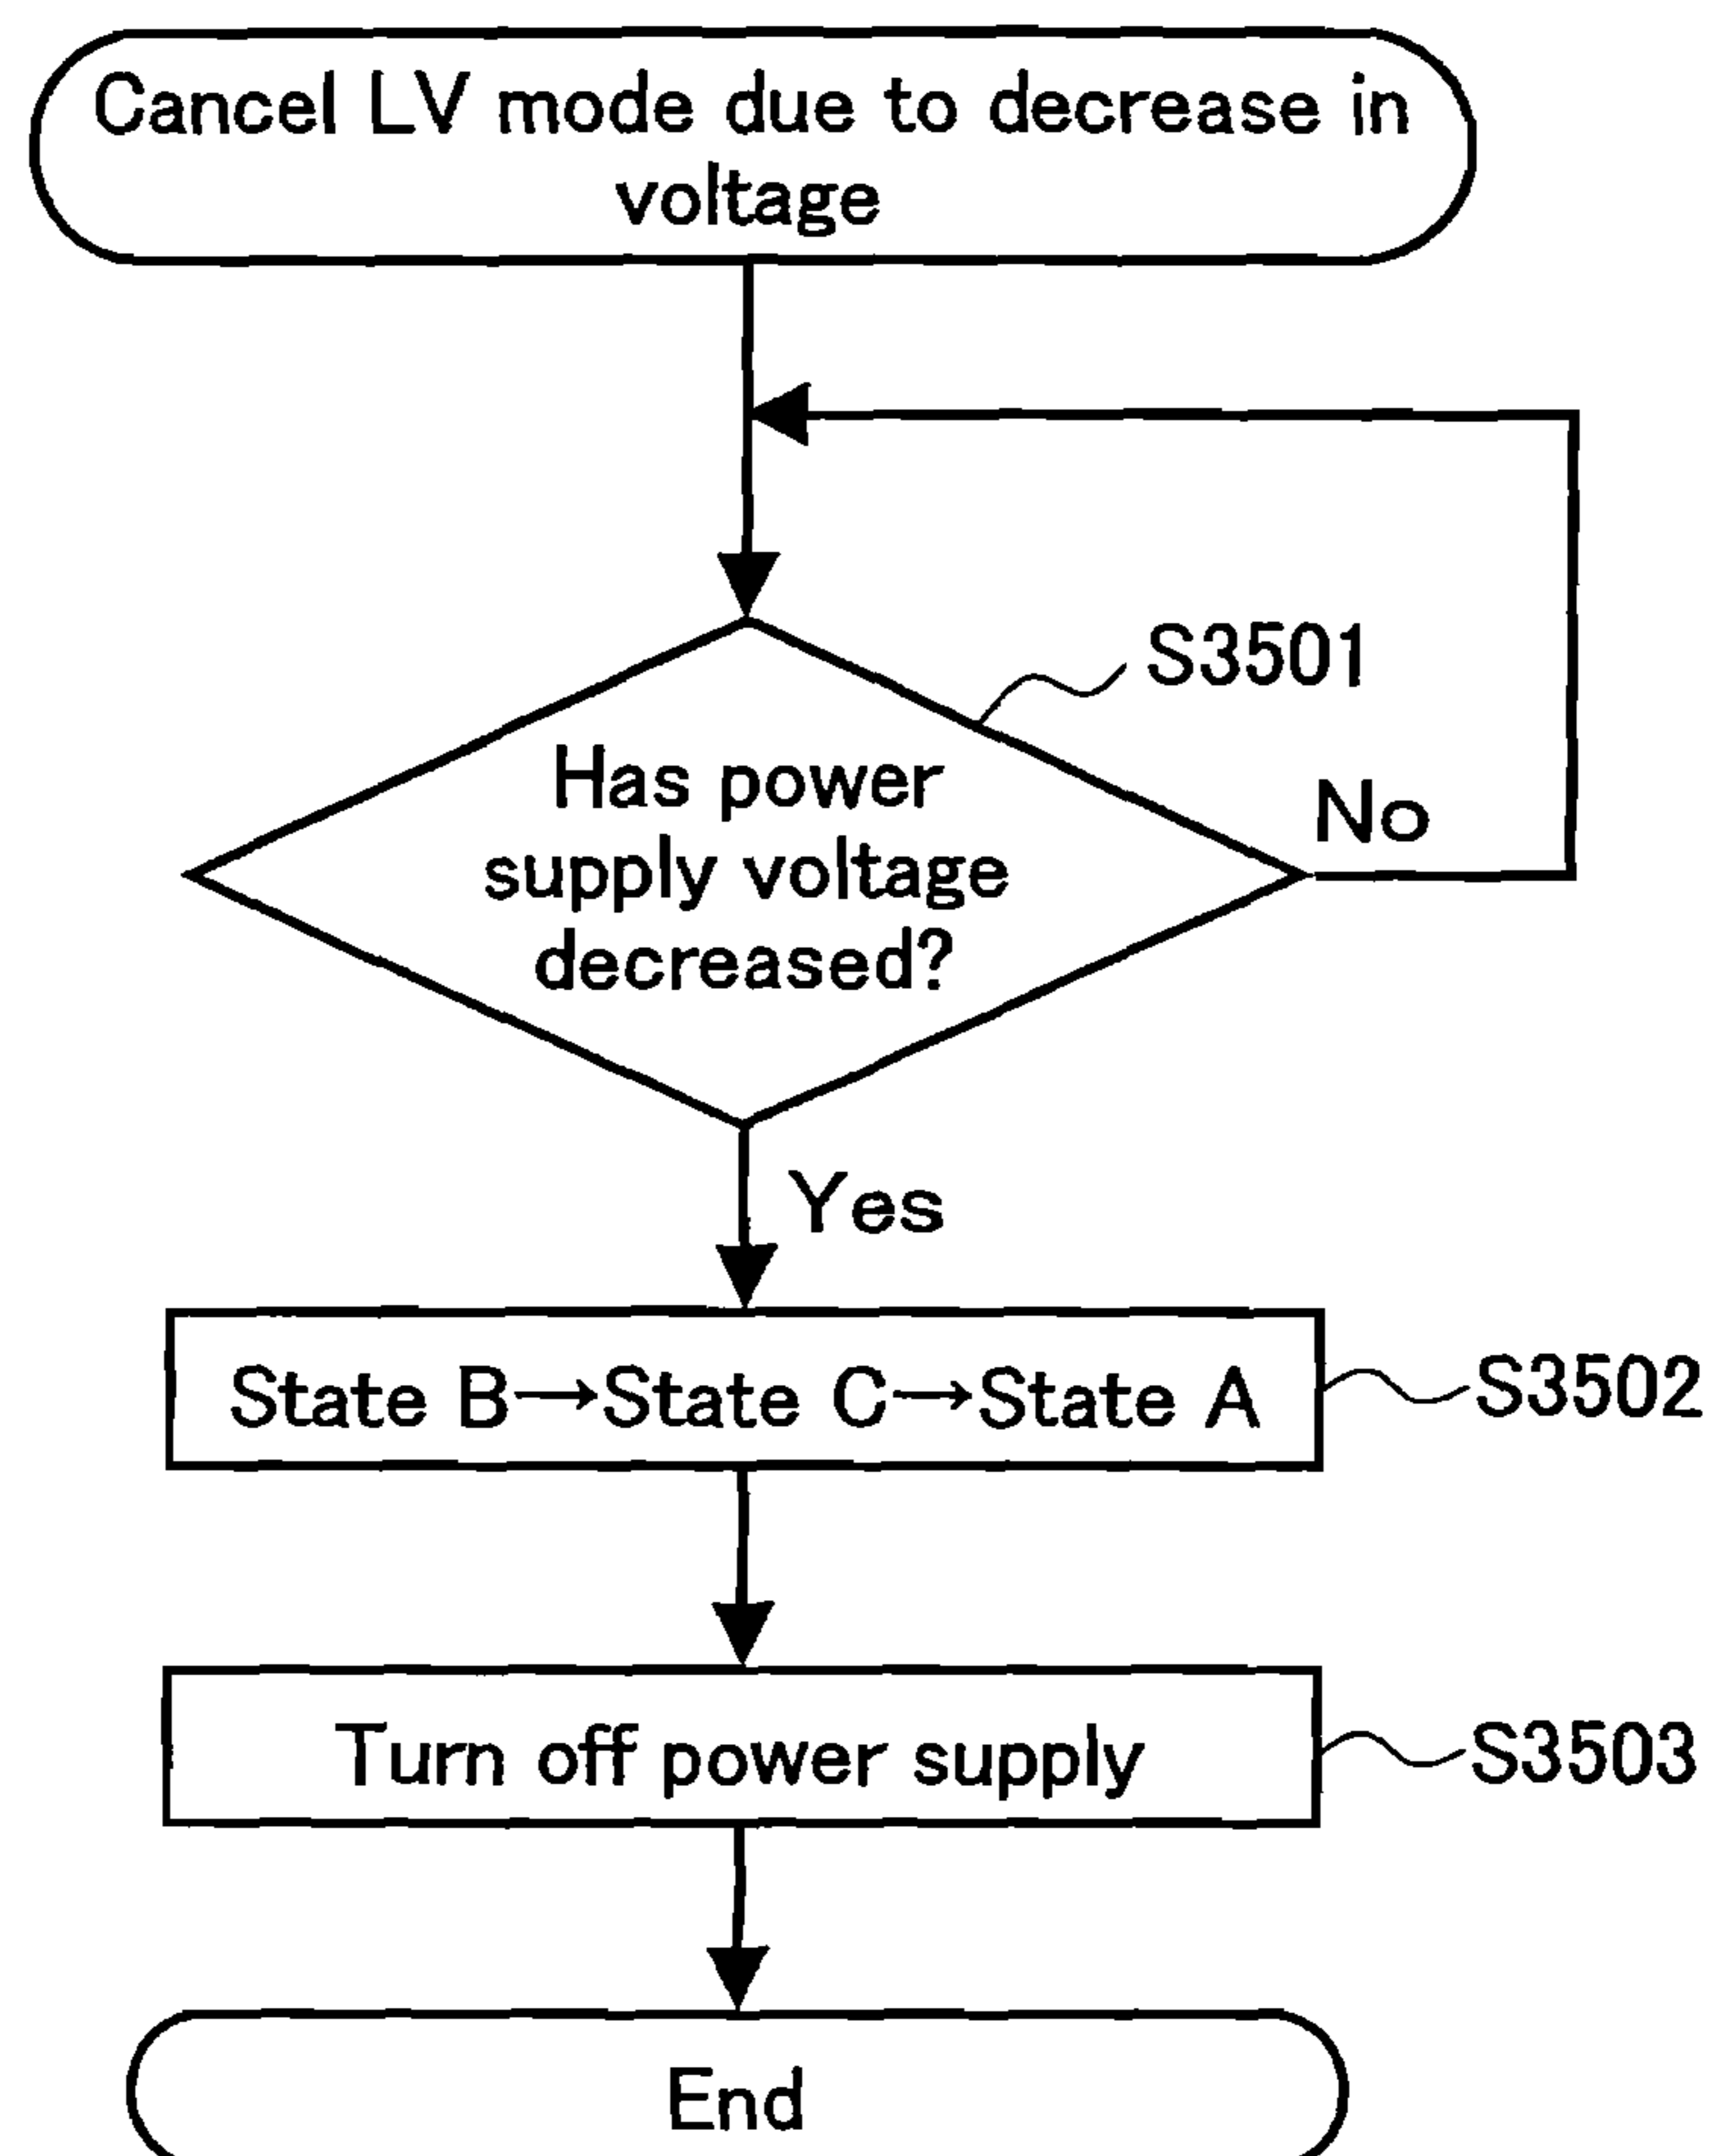 Cancel LV mode due to decrease in
voltage
S3501
Has power
supply voltage
decreased?
No
Yes
State B→State C→State A
S3502
Turn off power supply
S3503
End